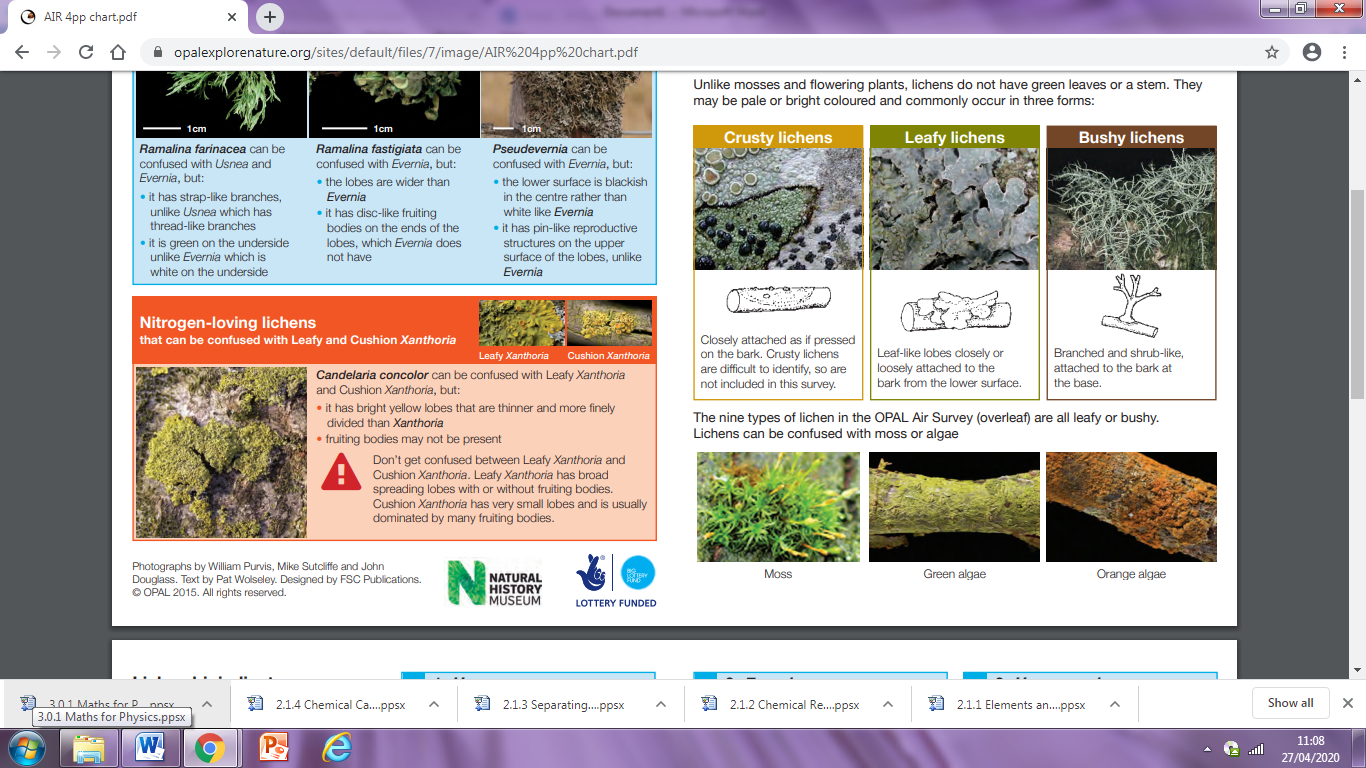 Document1 - Microsoft Word
AIR 4pp chart.pdf
opalexplorenature.org/sites/default/files/7/image/AIR%204pp%20chart.pdf
1cm
1cm
1cm
Ramalina farinacea can be
confused with Usnea and
Evernia, but:
• it has strap-like branches,
unlike Usnea which has
thread-like branches
• it is green on the underside
unlike Evernia which is
white on the underside
Ramalina fastigiata can be
confused with Evernia, but:
• the lobes are wider than
Evernia
• it has disc-like fruiting
bodies on the ends of the
lobes, which Evernia does
not have
Pseudevernia can be
confused with Evernia, but:
• the lower surface is blackish
in the centre rather than
white like Evernia
• it has pin-like reproductive
structures on the upper
surface of the lobes, unlike
Evernia
Nitrogen-loving lichens
that can be confused with Leafy and Cushion Xanthoria
Leafy Xanthoria
Cushion Xanthoria
Candelaria concolor can be confused with Leafy Xanthoria
and Cushion Xanthoria, but:
• it has bright yellow lobes that are thinner and more finely
divided than Xanthoria
• fruiting bodies may not be present
Don't get confused between Leafy Xanthoria and
Cushion Xanthoria. Leafy Xanthoria has broad
spreading lobes with or without fruiting bodies.
Cushion Xanthoria has very small lobes and is usually
dominated by many fruiting bodies.
Photographs by William Purvis, Mike Sutcliffe and John
Douglass. Text by Pat Wolseley. Designed by FSC Publications.
© OPAL 2015. All rights reserved.
N
NATURAL
HISTORY
MUSEUM
BIG
LOTTERY
FUND
LOTTERY FUNDED
Unlike mosses and flowering plants, lichens do not have green leaves or a stem. They
may be pale or bright coloured and commonly occur in three forms:
Crusty lichens
Closely attached as if pressed
on the bark. Crusty lichens
are difficult to identify, so are
not included in this survey.
Leafy lichens
Leaf-like lobes closely or
loosely attached to the
bark from the lower surface.
Bushy lichens
Branched and shrub-like,
attached to the bark at
the base.
The nine types of lichen in the OPAL Air Survey (overleaf) are all leafy or bushy.
Lichens can be confused with moss or algae
Moss
Green algae
Orange algae
3.0.1 Maths for P....ppsx
3.0.1 Maths for Physics.ppsx
2.1.4 Chemical Ca....ppsx
2.1.3 Separating....ppsx
2.1.2 Chemical Re....ppsx
2.1.1 Elements an....ppsx
Show all
11:08
27/04/2020